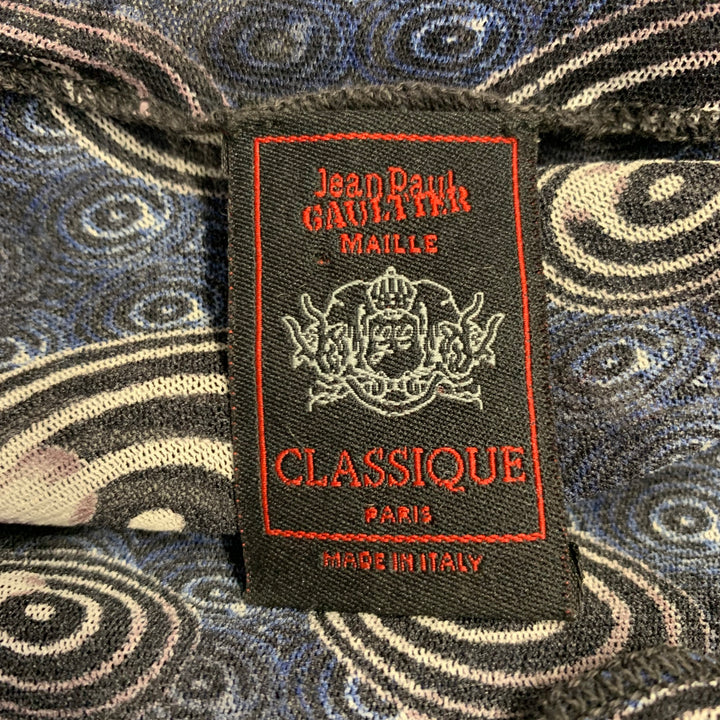 Jean Paul
GAULTIER
MAILLE
CLASSIQUE
PARIS
MADE IN ITALY